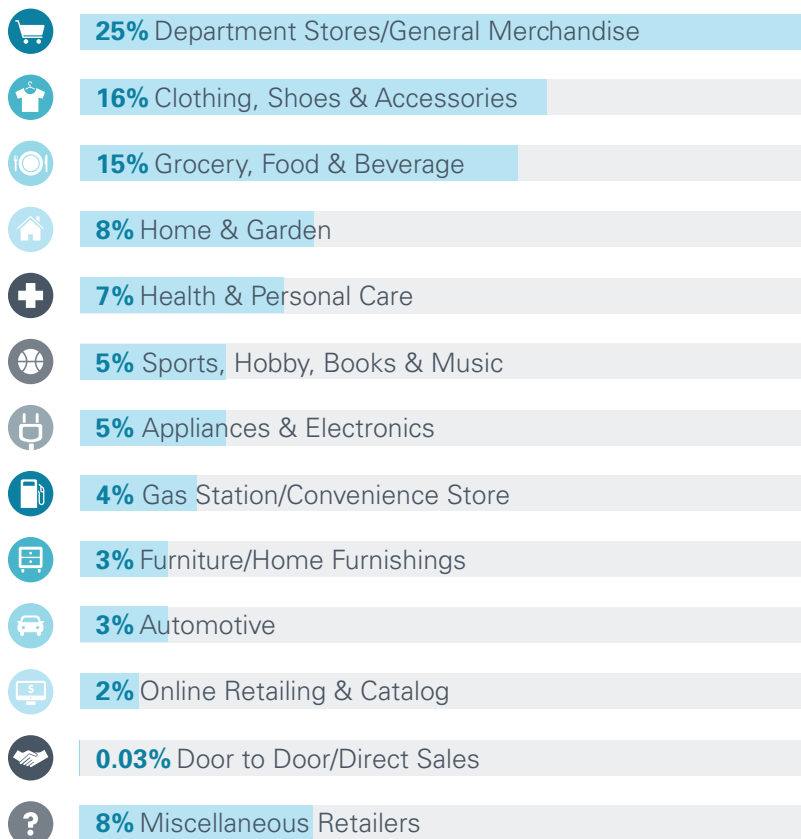 25% Department Stores/General Merchandise
16% Clothing, Shoes & Accessories
15% Grocery, Food & Beverage
8% Home & Garden
7% Health & Personal Care
5% Sports, Hobby, Books & Music
5% Appliances & Electronics
4% Gas Station/Convenience Store
3% Furniture/Home Furnishings
3% Automotive
$
2% Online Retailing & Catalog
0.03% Door to Door/Direct Sales
?
8% Miscellaneous Retailers